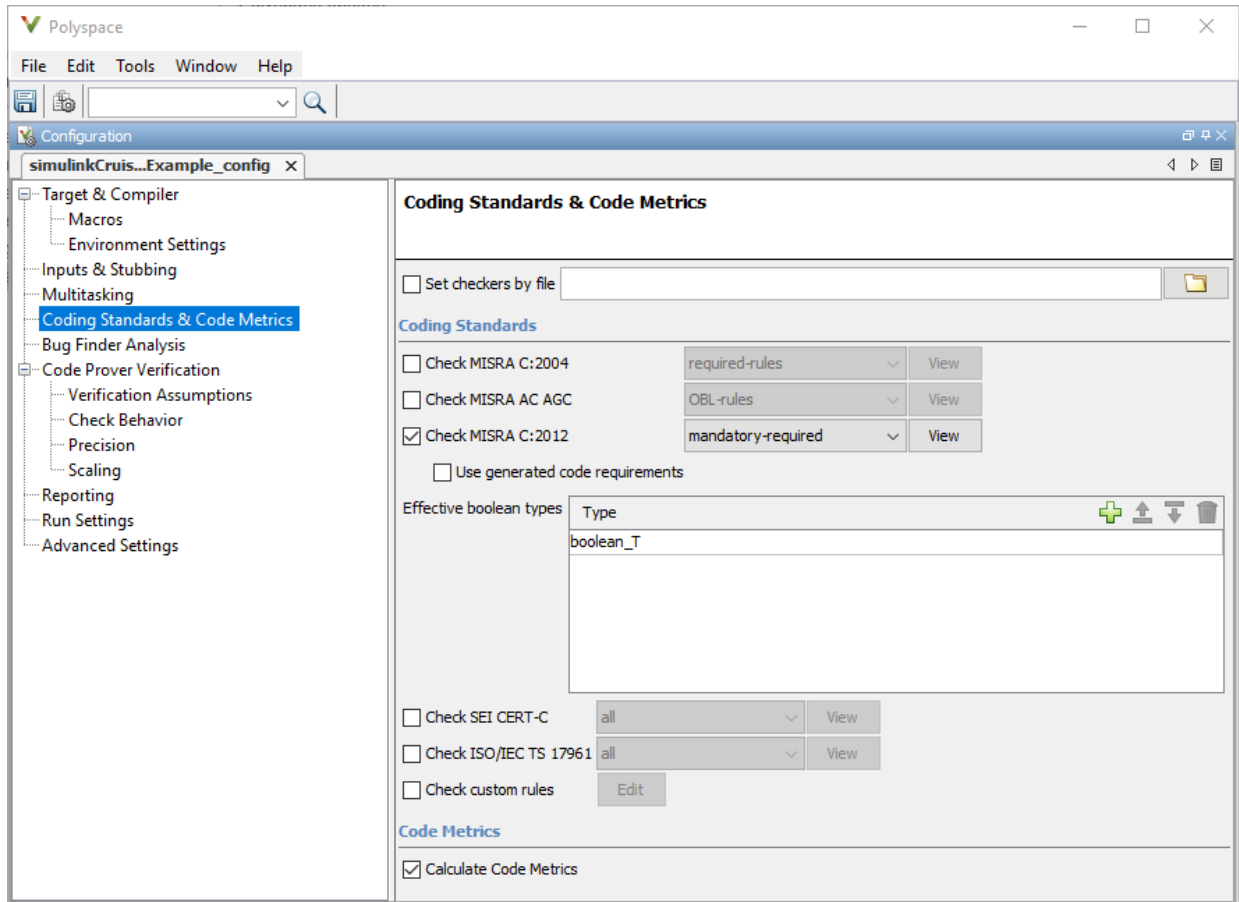 Polyspace
File Edit Tools Window Help
Configuration
simulinkCruis...Example_config
Target & Compiler
Macros
Environment Settings
Inputs & Stubbing
Multitasking
Coding Standards & Code Metrics
Bug Finder Analysis
Code Prover Verification
Verification Assumptions
Check Behavior
Precision
Scaling
Reporting
Run Settings
Advanced Settings
Coding Standards & Code Metrics
Set checkers by file
Coding Standards
Check MISRA C:2004 required-rules View
Check MISRA AC AGC OBL-rules View
Check MISRA C:2012 mandatory-required View
Use generated code requirements
Effective boolean types Type
boolean_T
Check SEI CERT-C all View
Check ISO/IEC TS 17961 all View
Check custom rules Edit
Code Metrics
Calculate Code Metrics